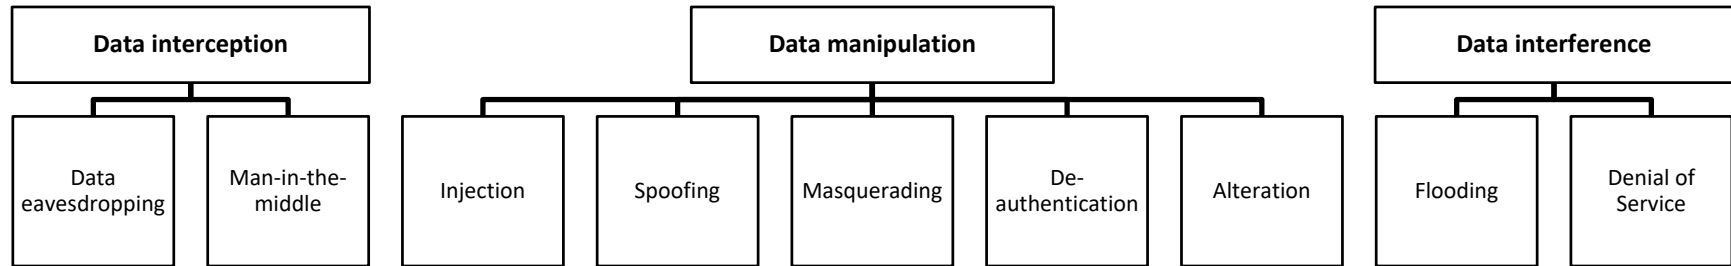 Data interception
Data manipulation
Data interference
Data
eavesdropping
Man-in-the-
middle
Injection
Spoofing
Masquerading
De-
authentication
Alteration
Flooding
Denial of
Service